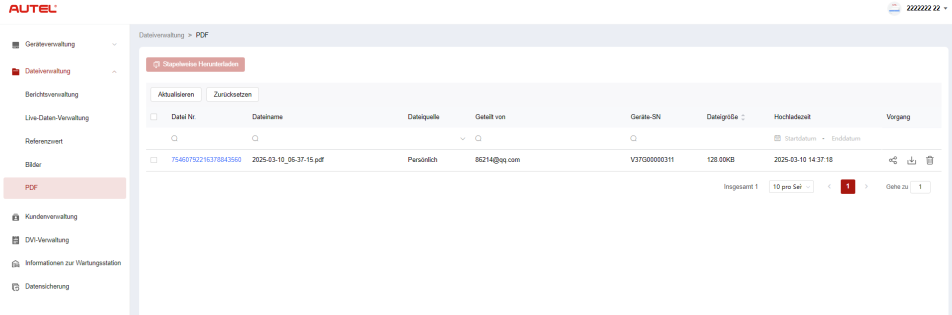 AUTEL
2222222 22
Geräteverwaltung
Dateiverwaltung
Berichtsverwaltung
Live-Daten-Verwaltung
Referenzwert
Bilder
PDF
Kundenverwaltung
DVI-Verwaltung
Informationen zur Wartungsstation
Datensicherung
Dateiverwaltung > PDF
Stapelweise Herunterladen
Aktualisieren Zurücksetzen
Datei Nr. Dateiname Dateiquelle Geteilt von Geräte-SN Dateigröße Hochladezeit Vorgang
Startdatum - Enddatum
75460792216378843560 2025-03-10_06-37-15.pdf Persönlich 86214@qq.com V37G00000311 128.00KB 2025-03-10 14:37:18
Insgesamt 1 10 pro Sei < 1 > Gehe zu 1